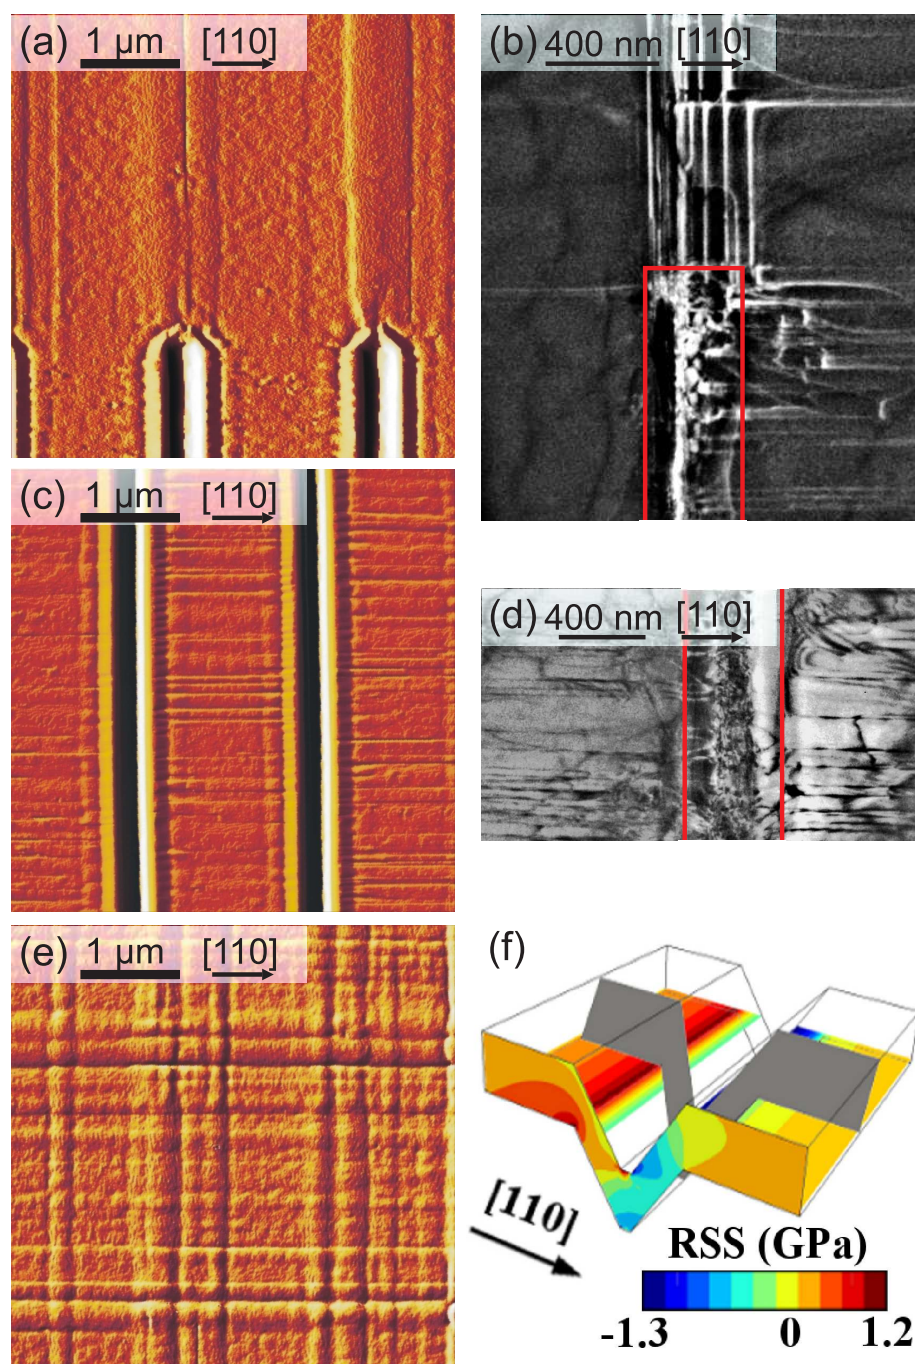 (a) 1 µm [110]
(b) 400 nm [110]
(c) 1 µm [110]
(d) 400 nm [110]
(e) 1 µm [110]
(f)
[110]
RSS (GPa)
-1.3 0 1.2